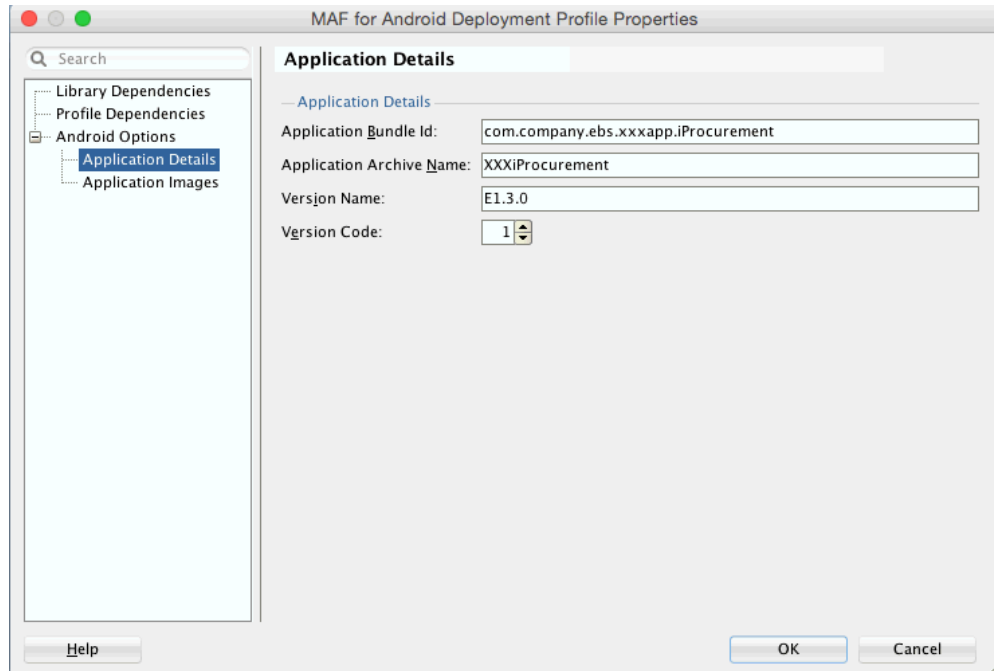 MAF for Android Deployment Profile Properties
Search
Library Dependencies
Profile Dependencies
Android Options
Application Details
Application Images
Application Details
Application Details
Application Bundle Id: com.company.ebs.xxxapp.iProcurement
Application Archive Name: XXXiProcurement
Version Name: E1.3.0
Version Code: 1
Help
OK
Cancel